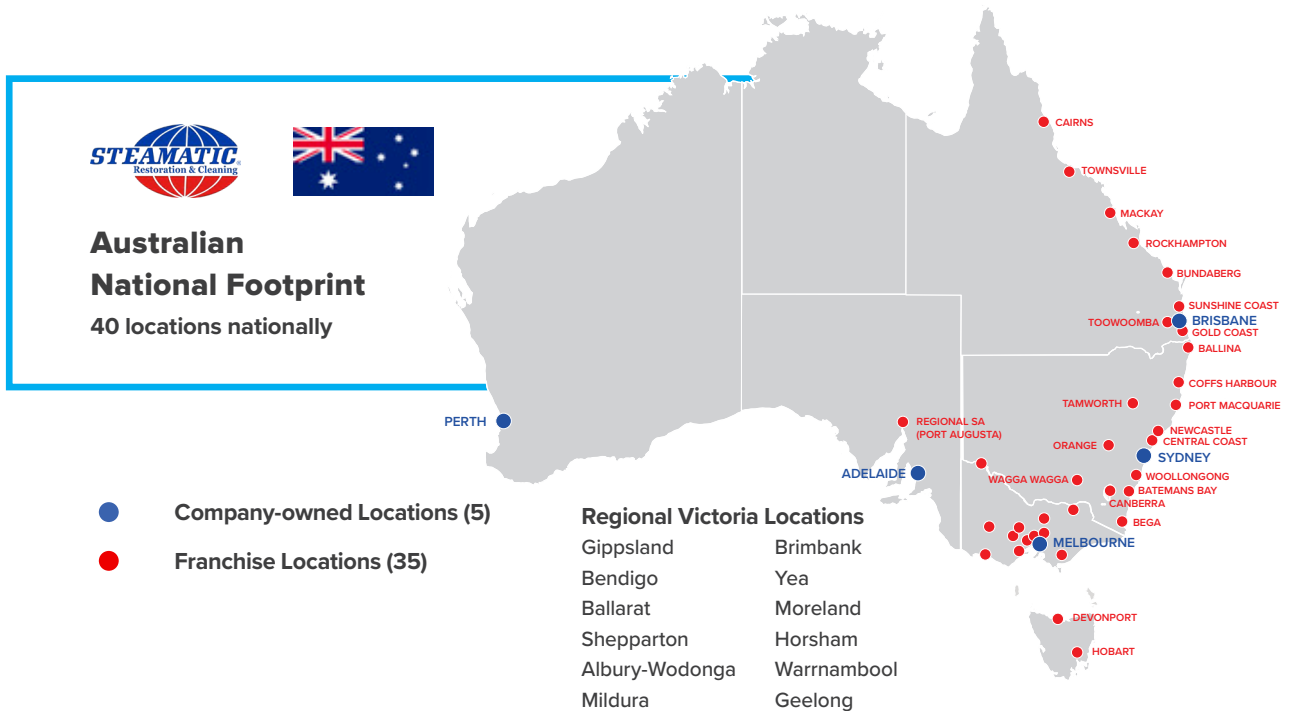 STEAMATIC®
Restoration & Cleaning
Australian
National Footprint
40 locations nationally
CAIRNS
TOWNSVILLE
MACKAY
ROCKHAMPTON
BUNDABERG
SUNSHINE COAST
TOOWOOMBA
BRISBANE
GOLD COAST
BALLINA
COFFS HARBOUR
TAMWORTH
PORT MACQUARIE
PERTH
REGIONAL SA
(PORT AUGUSTA)
NEWCASTLE
CENTRAL COAST
ORANGE
SYDNEY
ADELAIDE
WAGGA WAGGA
WOOLLONGONG
BATEMANS BAY
CANBERRA
BEGA
MELBOURNE
DEVONPORT
HOBART
Company-owned Locations (5)
Franchise Locations (35)
Regional Victoria Locations
Gippsland
Bendigo
Ballarat
Shepparton
Albury-Wodonga
Mildura
Brimbank
Yea
Moreland
Horsham
Warrnambool
Geelong